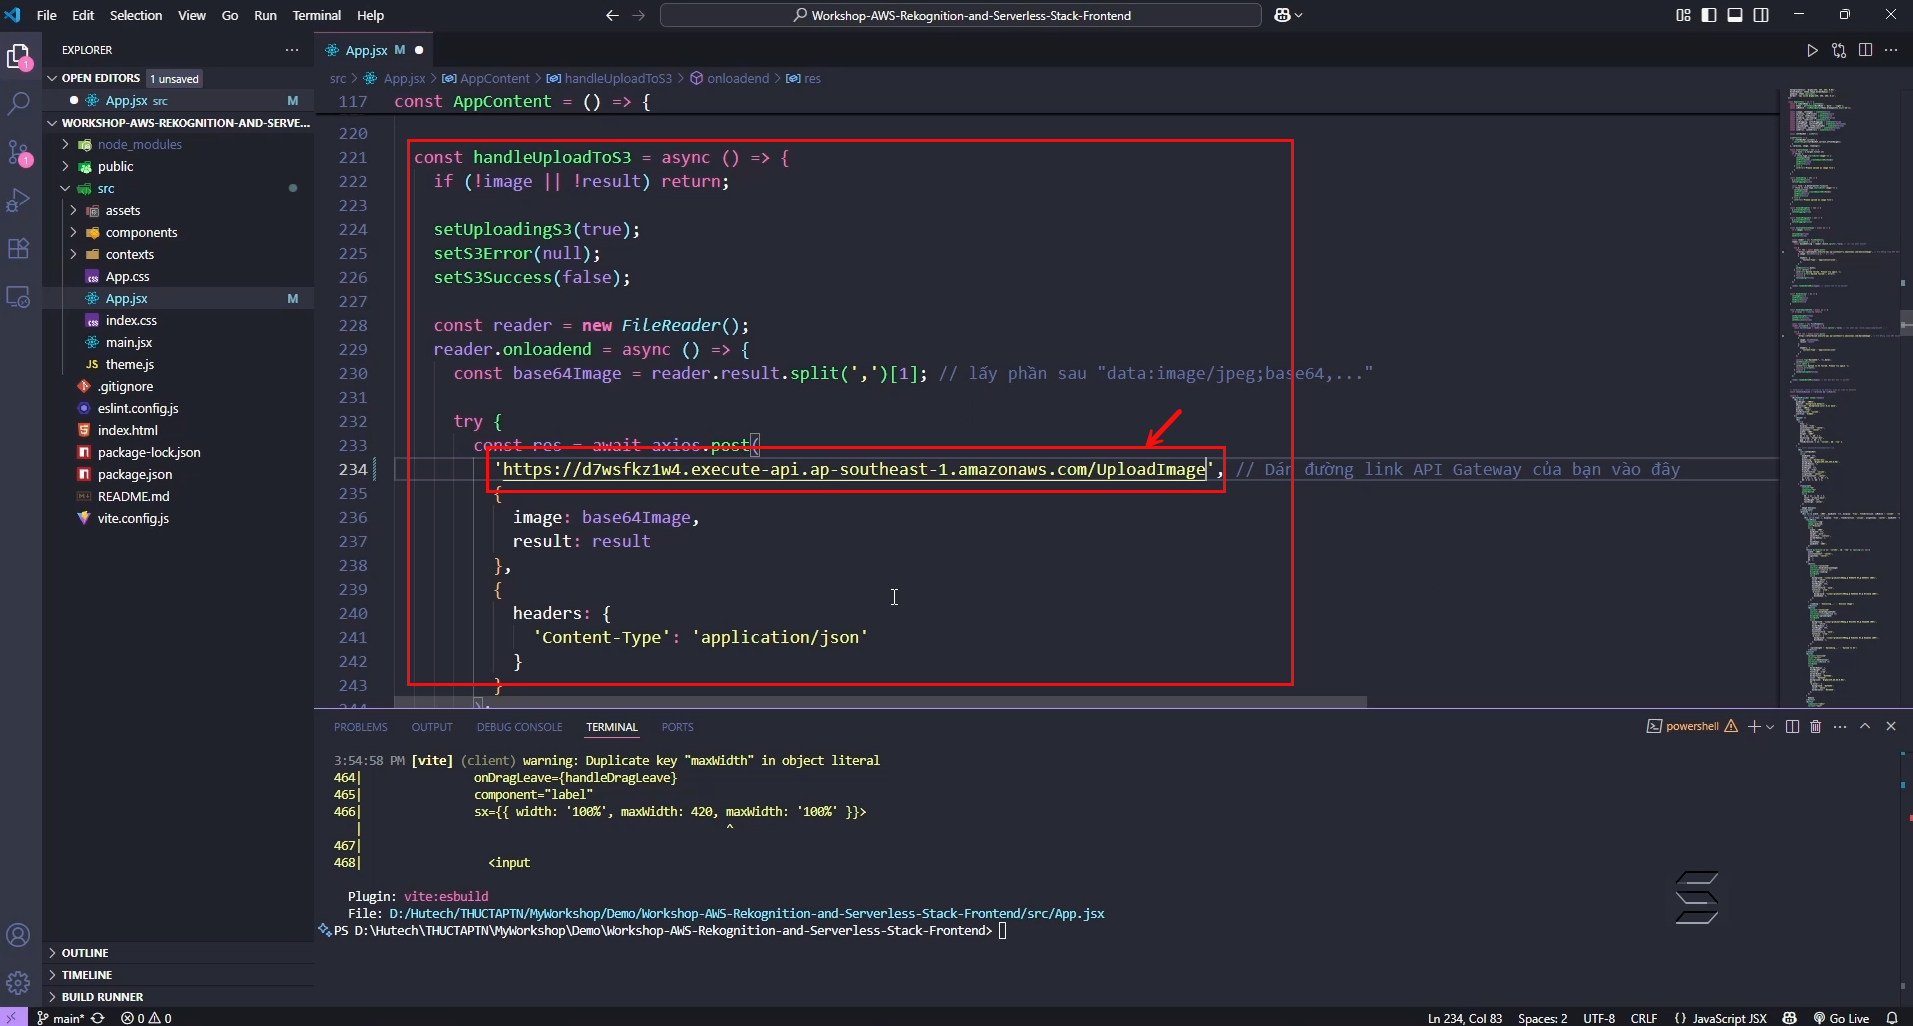 File Edit Selection View Go Run Terminal Help
Workshop-AWS-Rekognition-and-Serverless-Stack-Frontend
EXPLORER
OPEN EDITORS 1 unsaved
App.jsx src M
WORKSHOP-AWS-REKOGNITION-AND-SERVE...
node_modules
public
src
assets
components
contexts
App.css
App.jsx M
index.css
main.jsx
JS theme.js
.gitignore
eslint.config.js
index.html
package-lock.json
package.json
README.md
vite.config.js
OUTLINE
TIMELINE
BUILD RUNNER
App.jsx M
src > App.jsx > AppContent > handleUploadToS3 > onloadend > res
117 const AppContent = () => {
220
221 const handleUploadToS3 = async () => {
222 if (!image || !result) return;
223
224 setUploadingS3(true);
225 setS3Error(null);
226 setS3Success(false);
227
228 const reader = new FileReader();
229 reader.onloadend = async () => {
230 const base64Image = reader.result.split(',')[1]; // lấy phần sau "data:image/jpeg;base64,..."
231
232 try {
233 const res = await axios.post(
234 'https://d7wsfkz1w4.execute-api.ap-southeast-1.amazonaws.com/UploadImage', // Dán đường link API Gateway của bạn vào đây
235 {
236 image: base64Image,
237 result: result
238 },
239 {
240 headers: {
241 'Content-Type': 'application/json'
242 }
243 }
244 );
PROBLEMS OUTPUT DEBUG CONSOLE TERMINAL PORTS
powershell
3:54:58 PM [vite] (client) warning: Duplicate key "maxWidth" in object literal
464| onDragLeave={handleDragLeave}
465| component="label"
466| sx={{ width: '100%', maxWidth: 420, maxWidth: '100%' }}>
| ^
467|
468| <input
Plugin: vite:esbuild
File: D:/Hutech/THUCTAPTN/MyWorkshop/Demo/Workshop-AWS-Rekognition-and-Serverless-Stack-Frontend/src/App.jsx
PS D:\Hutech\THUCTAPTN\MyWorkshop\Demo\Workshop-AWS-Rekognition-and-Serverless-Stack-Frontend>
main* 0 0
Ln 234, Col 83 Spaces: 2 UTF-8 CRLF {} JavaScript JSX Go Live